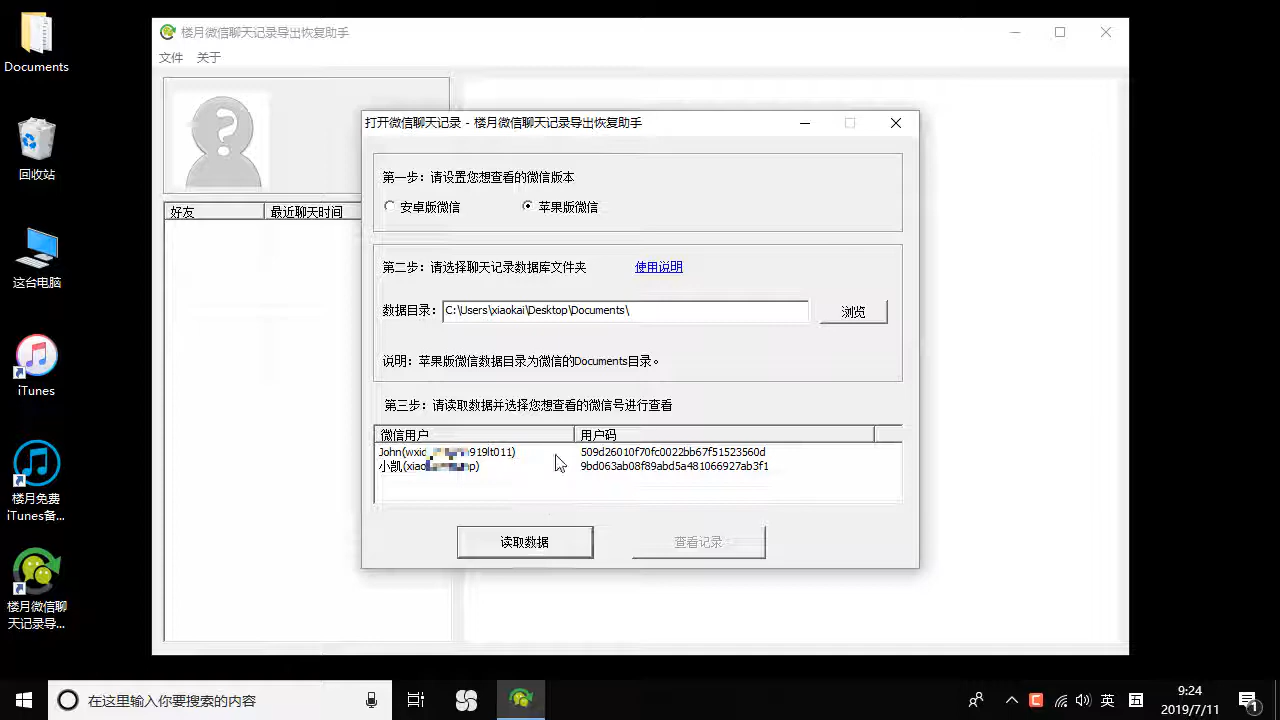 Documents
回收站
这台电脑
iTunes
楼月免费
iTunes备...
楼月微信聊
天记录导...
楼月微信聊天记录导出恢复助手
文件 关于
好友 最近聊天时间
打开微信聊天记录 - 楼月微信聊天记录导出恢复助手
第一步：请设置您想查看的微信版本
安卓版微信 苹果版微信
第二步：请选择聊天记录数据库文件夹 使用说明
数据目录： C:\Users\xiaokai\Desktop\Documents\ 浏览
说明：苹果版微信数据目录为微信的Documents目录。
第三步：请读取数据并选择您想查看的微信号进行查看
微信用户 用户码
John(wxid 919lt011) 509d26010f70fc0022bb67f51523560d
小凯(xiao p) 9bd063ab08f89abd5a481066927ab3f1
读取数据 查看记录
在这里输入你要搜索的内容
英 五 9:24
2019/7/11
1